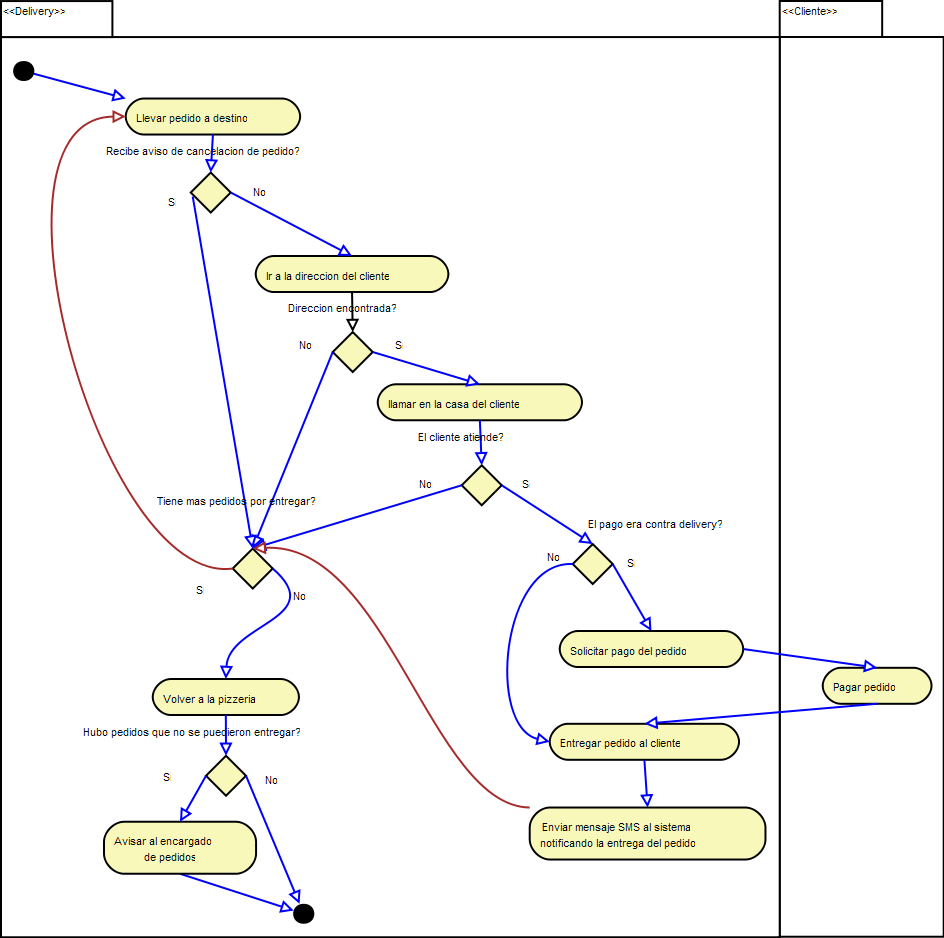 <<Delivery>>
<<Cliente>>
Llevar pedido a destino
Recibe aviso de cancelacion de pedido?
Si
No
Ir a la direccion del cliente
Direccion encontrada?
No
Si
llamar en la casa del cliente
El cliente atiende?
No
Si
Tiene mas pedidos por entregar?
El pago era contra delivery?
No
Si
Si
No
Solicitar pago del pedido
Pagar pedido
Volver a la pizzeria
Hubo pedidos que no se puedieron entregar?
Entregar pedido al cliente
Si
No
Enviar mensaje SMS al sistema
notificando la entrega del pedido
Avisar al encargado
de pedidos